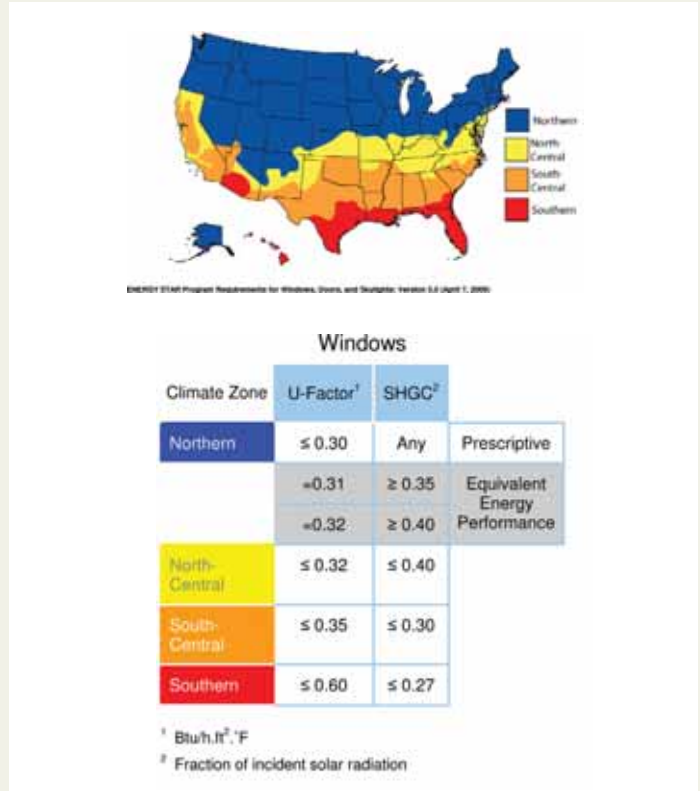 Northern
North-
Central
South-
Central
Southern
ENERGY STAR Program Requirements for Windows, Doors, and Skylights: Version 5.0 (April 7, 2009)
Windows
Climate Zone U-Factor¹ SHGC²
Northern ≤ 0.30 Any Prescriptive
=0.31 ≥ 0.35 Equivalent
Energy
=0.32 ≥ 0.40 Performance
North-
Central ≤ 0.32 ≤ 0.40
South-
Central ≤ 0.35 ≤ 0.30
Southern ≤ 0.60 ≤ 0.27
¹ Btu/h.ft².°F
² Fraction of incident solar radiation